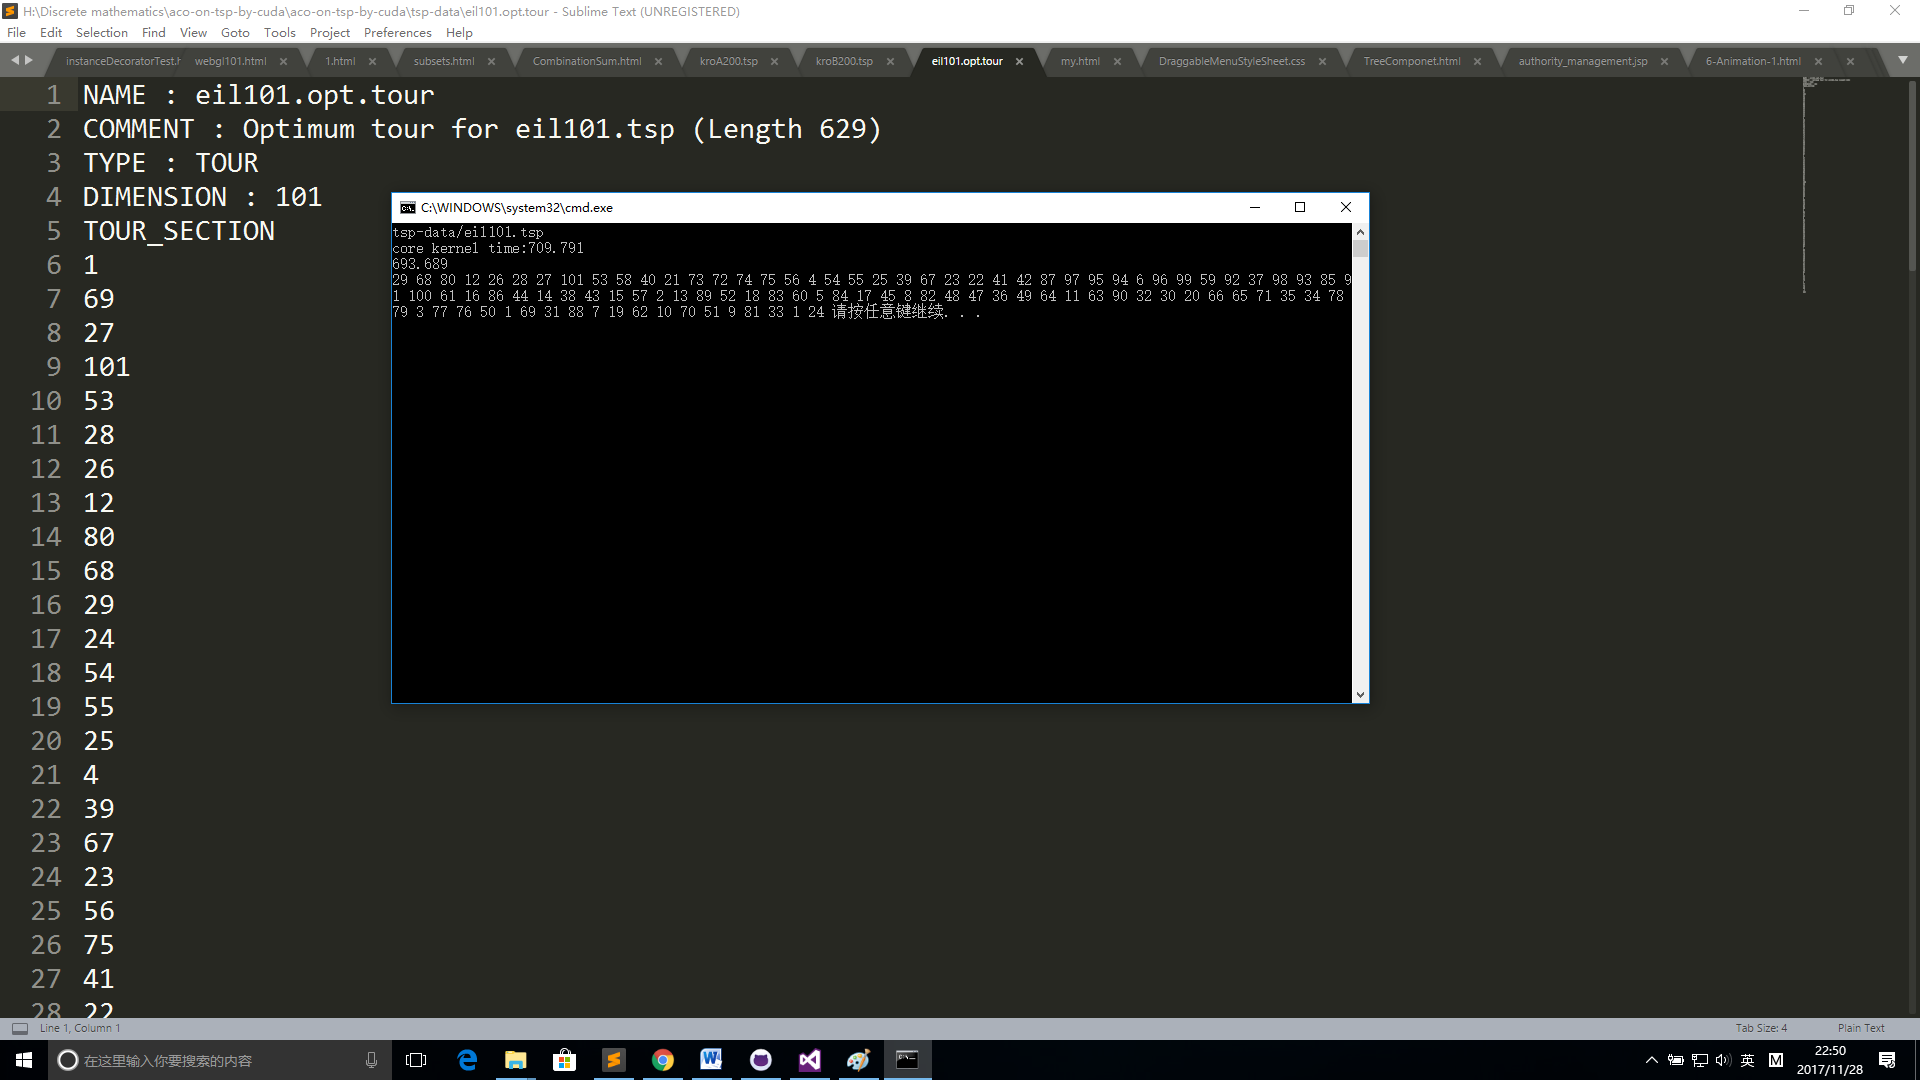 H:\Discrete mathematics\aco-on-tsp-by-cuda\aco-on-tsp-by-cuda\tsp-data\eil101.opt.tour - Sublime Text (UNREGISTERED)
File Edit Selection Find View Goto Tools Project Preferences Help
instanceDecoratorTest.h webgl101.html 1.html subsets.html CombinationSum.html kroA200.tsp kroB200.tsp eil101.opt.tour my.html DraggableMenuStyleSheet.css TreeComponet.html authority_management.jsp 6-Animation-1.html
1 NAME : eil101.opt.tour
2 COMMENT : Optimum tour for eil101.tsp (Length 629)
3 TYPE : TOUR
4 DIMENSION : 101
5 TOUR_SECTION
6 1
7 69
8 27
9 101
10 53
11 28
12 26
13 12
14 80
15 68
16 29
17 24
18 54
19 55
20 25
21 4
22 39
23 67
24 23
25 56
26 75
27 41
28 22
C:\WINDOWS\system32\cmd.exe
tsp-data/eil101.tsp
core kernel time:709.791
693.689
29 68 80 12 26 28 27 101 53 58 40 21 73 72 74 75 56 4 54 55 25 39 67 23 22 41 42 87 97 95 94 6 96 99 59 92 37 98 93 85 9
1 100 61 16 86 44 14 38 43 15 57 2 13 89 52 18 83 60 5 84 17 45 8 82 48 47 36 49 64 11 63 90 32 30 20 66 65 71 35 34 78
79 3 77 76 50 1 69 31 88 7 19 62 10 70 51 9 81 33 1 24 请按任意键继续. . .
Line 1, Column 1 Tab Size: 4 Plain Text
在这里输入你要搜索的内容
英 M 22:50
2017/11/28